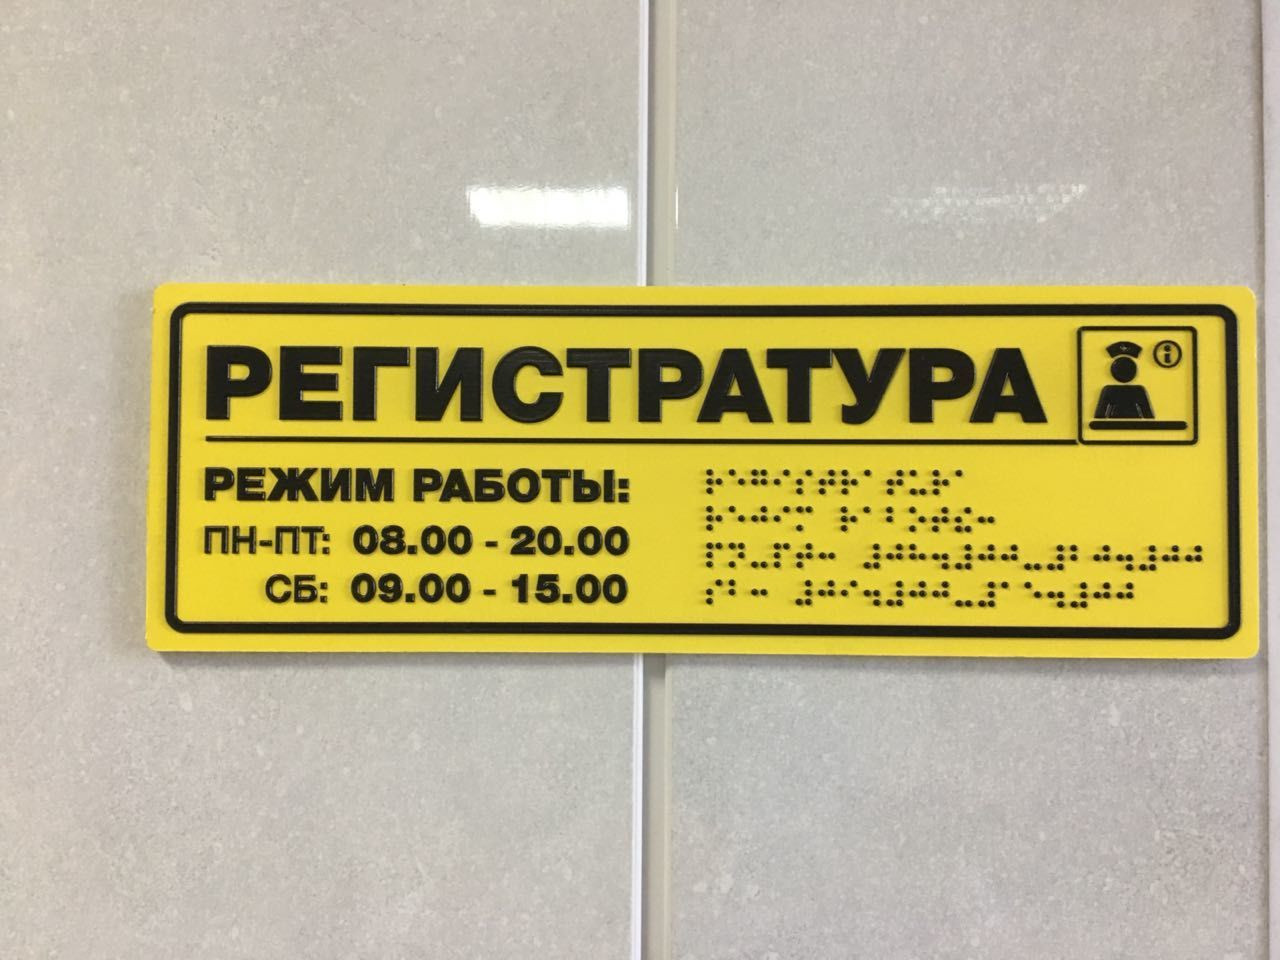 РЕГИСТРАТУРА
РЕЖИМ РАБОТЫ:
ПН-ПТ: 08.00 - 20.00
СБ: 09.00 - 15.00